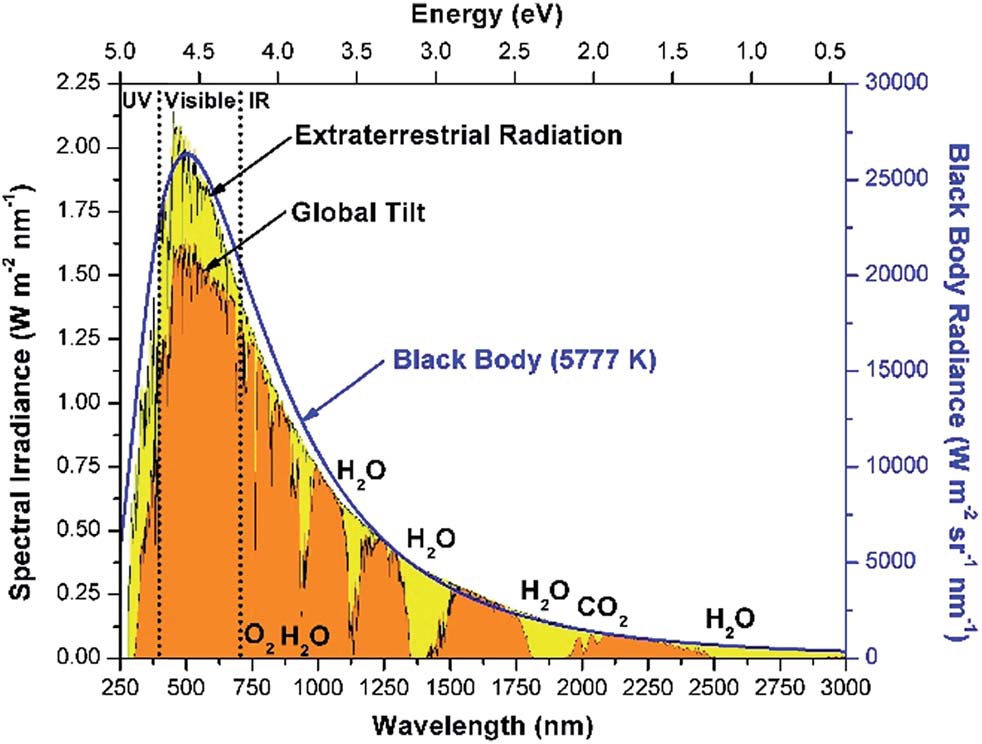 Energy (eV)
5.0 4.5 4.0 3.5 3.0 2.5 2.0 1.5 1.0 0.5
2.25
2.00
1.75
1.50
1.25
1.00
0.75
0.50
0.25
0.00
Spectral Irradiance (W m-2 nm-1)
UV Visible IR
Extraterrestrial Radiation
Global Tilt
Black Body (5777 K)
H2O
H2O
H2O CO2 H2O
O2 H2O
30000
25000
20000
15000
10000
5000
0
Black Body Radiance (W m-2 sr-1 nm-1)
250 500 750 1000 1250 1500 1750 2000 2250 2500 2750 3000
Wavelength (nm)